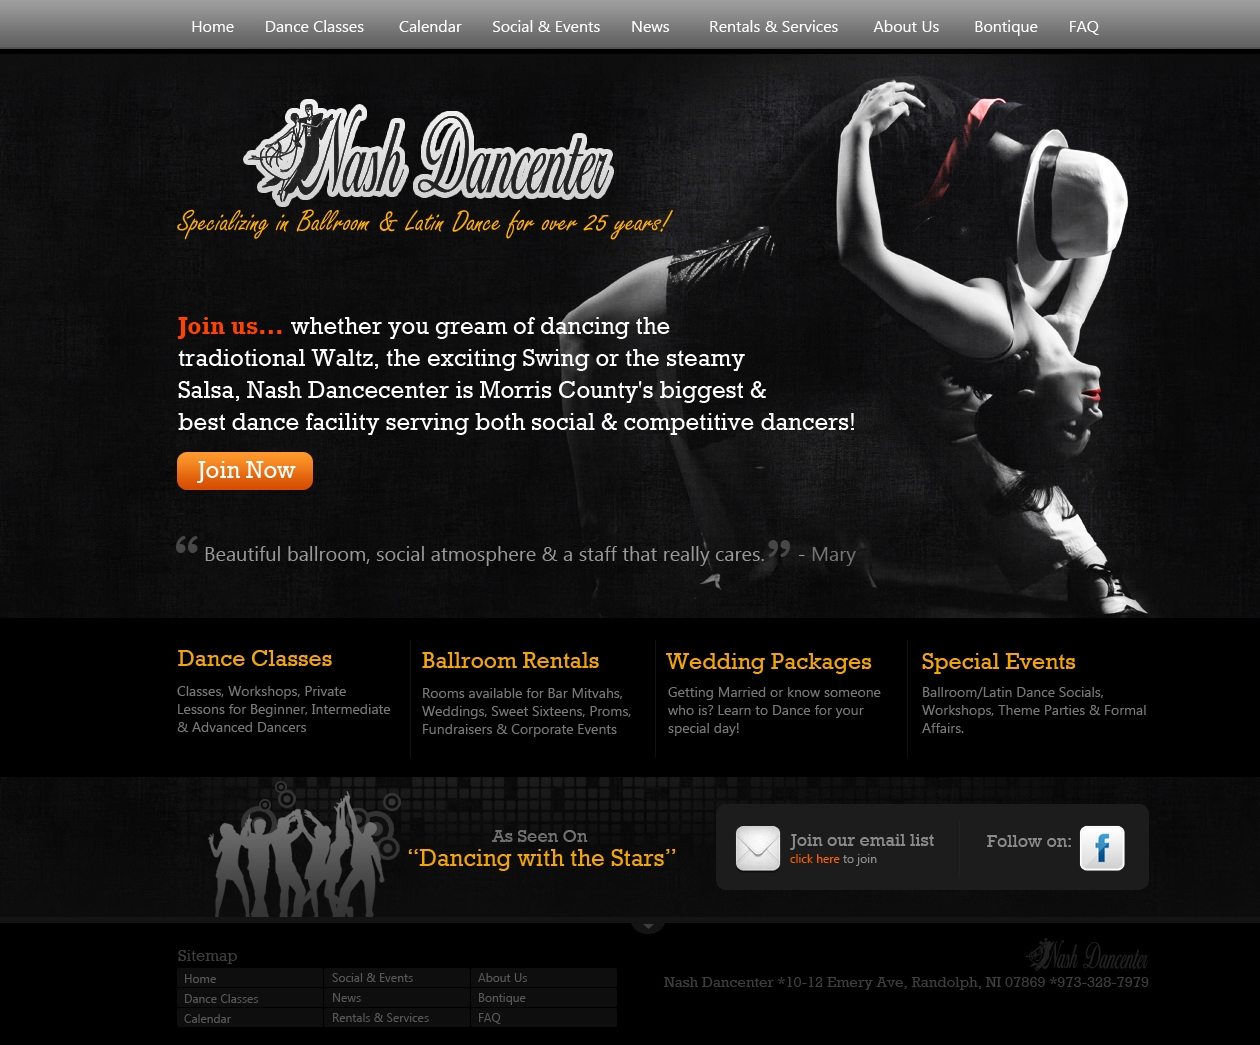 Home Dance Classes Calendar Social & Events News Rentals & Services About Us Bontique FAQ
Nash Dancenter
Specializing in Ballroom & Latin Dance for over 25 years!
Join us... whether you gream of dancing the
tradiotional Waltz, the exciting Swing or the steamy
Salsa, Nash Dancecenter is Morris County's biggest &
best dance facility serving both social & competitive dancers!
Join Now
“ Beautiful ballroom, social atmosphere & a staff that really cares. ” - Mary
Dance Classes
Classes, Workshops, Private
Lessons for Beginner, Intermediate
& Advanced Dancers
Ballroom Rentals
Rooms available for Bar Mitvahs,
Weddings, Sweet Sixteens, Proms,
Fundraisers & Corporate Events
Wedding Packages
Getting Married or know someone
who is? Learn to Dance for your
special day!
Special Events
Ballroom/Latin Dance Socials,
Workshops, Theme Parties & Formal
Affairs.
As Seen On
“Dancing with the Stars”
Join our email list
click here to join
Follow on:
f
Sitemap
Home Social & Events About Us
Dance Classes News Bontique
Calendar Rentals & Services FAQ
Nash Dancenter
Nash Dancenter *10-12 Emery Ave, Randolph, NI 07869 *973-328-7979